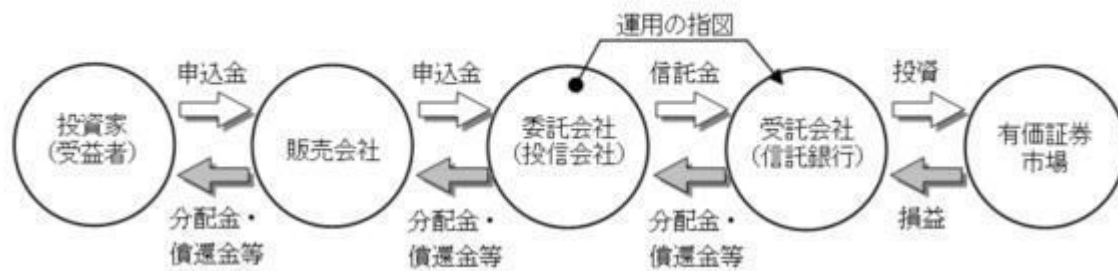 運用の指図
申込金
申込金
信託金
投資
投資家
(受益者)
販売会社
委託会社
(投信会社)
受託会社
(信託銀行)
有価証券
市場
分配金・
償還金等
分配金・
償還金等
分配金・
償還金等
損益